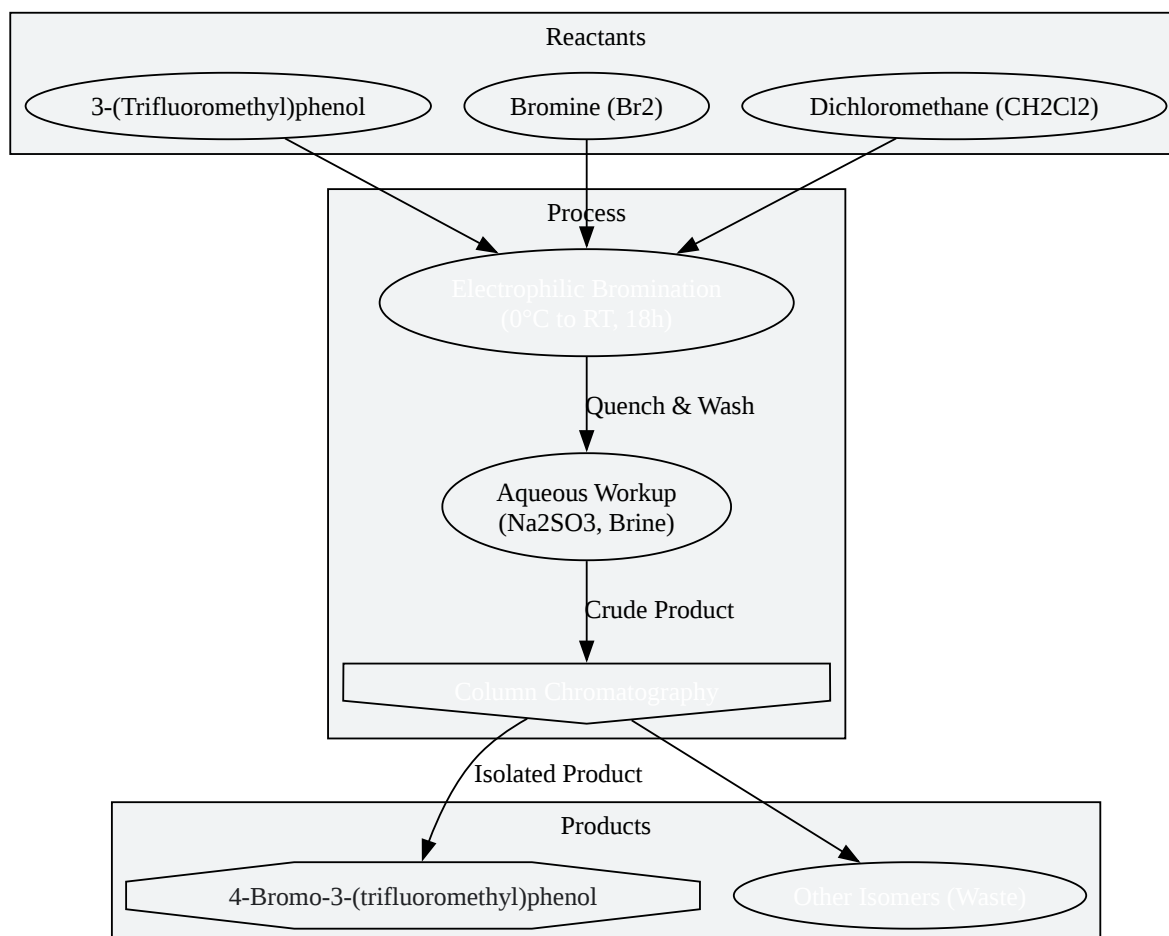 Reactants
3-(Trifluoromethyl)phenol
Bromine (Br2)
Dichloromethane (CH2Cl2)
Process
Electrophilic Bromination
(0°C to RT, 18h)
Quench & Wash
Aqueous Workup
(Na2SO3, Brine)
Crude Product
Column Chromatography
Isolated Product
Products
4-Bromo-3-(trifluoromethyl)phenol
Other Isomers (Waste)